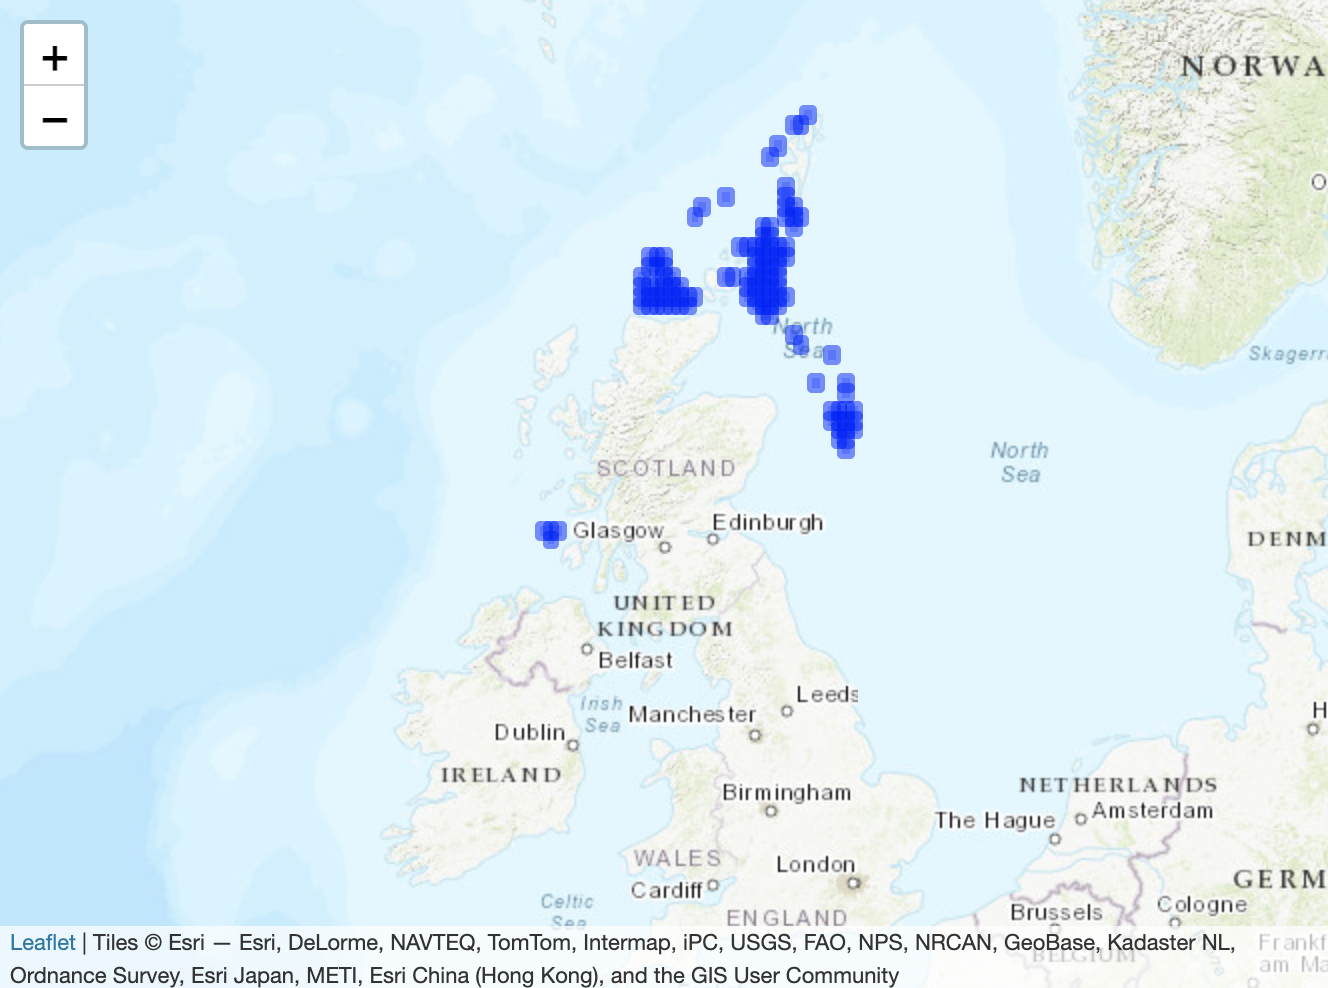 +
−
NORWA
O
North
Sea
Skagerr
North
Sea
SCOTLAND
Edinburgh
Glasgow
DENM
UNITED
KINGDOM
Belfast
Irish
Sea
Leeds
Manchester
H
Dublin
IRELAND
Birmingham
NETHERLANDS
Amsterdam
The Hague
WALES
London
Cardiff
GERM
Celtic
Sea
ENGLAND
Brussels
Cologne
BELGIUM
Frankf
am Ma
Leaflet | Tiles © Esri — Esri, DeLorme, NAVTEQ, TomTom, Intermap, iPC, USGS, FAO, NPS, NRCAN, GeoBase, Kadaster NL,
Ordnance Survey, Esri Japan, METI, Esri China (Hong Kong), and the GIS User Community